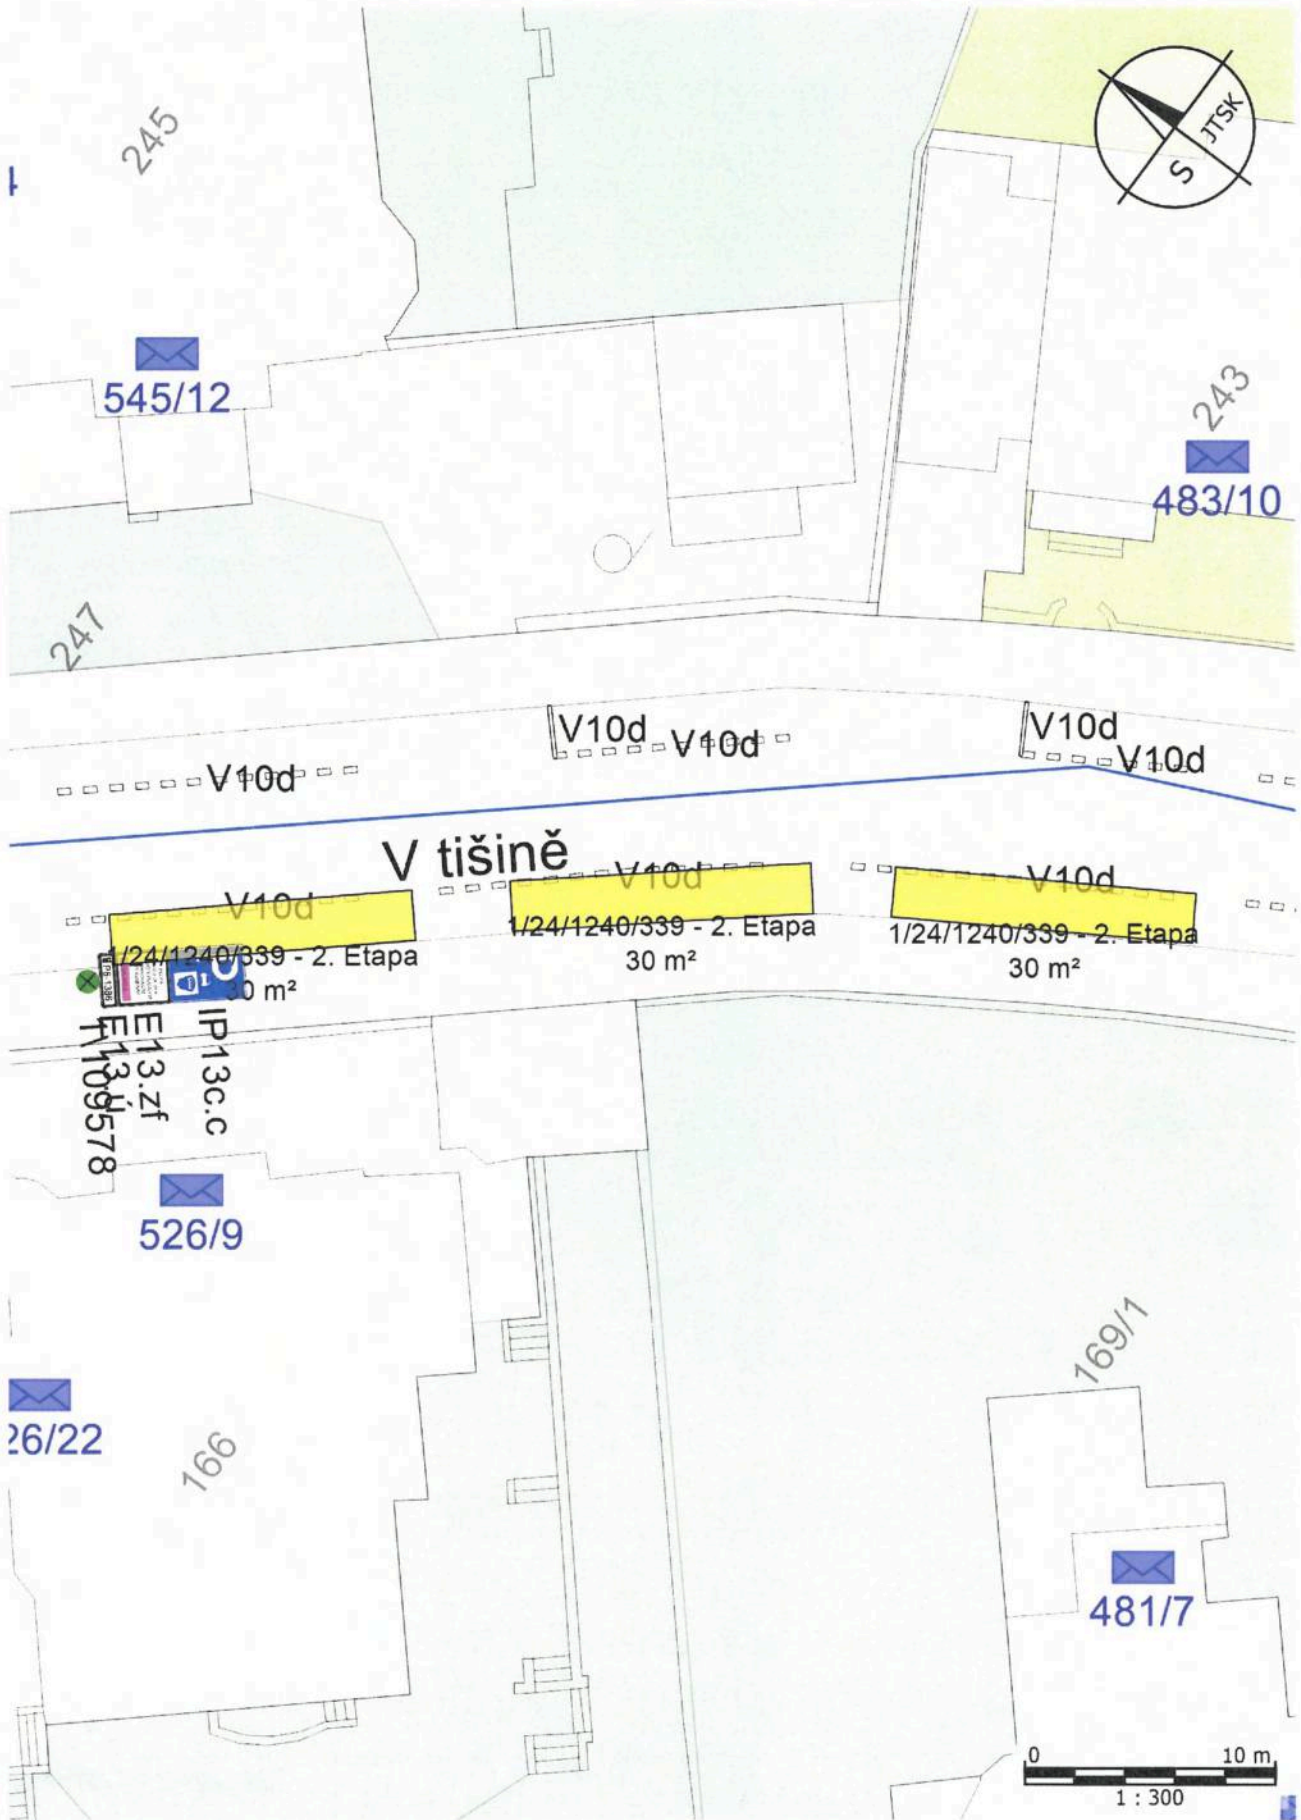 245
JTSK
S
545/12
243
483/10
247
V10d
V10d
V10d
V10d
V10d
V tišině
V10d
V10d
V10d
1/24/1240/339 - 2. Etapa
30 m²
1/24/1240/339 - 2. Etapa
30 m²
1/24/1240/339 - 2. Etapa
30 m²
IP13c.c
E13.zf
526/9
26/22
166
169/1
481/7
0 10 m
1 : 300